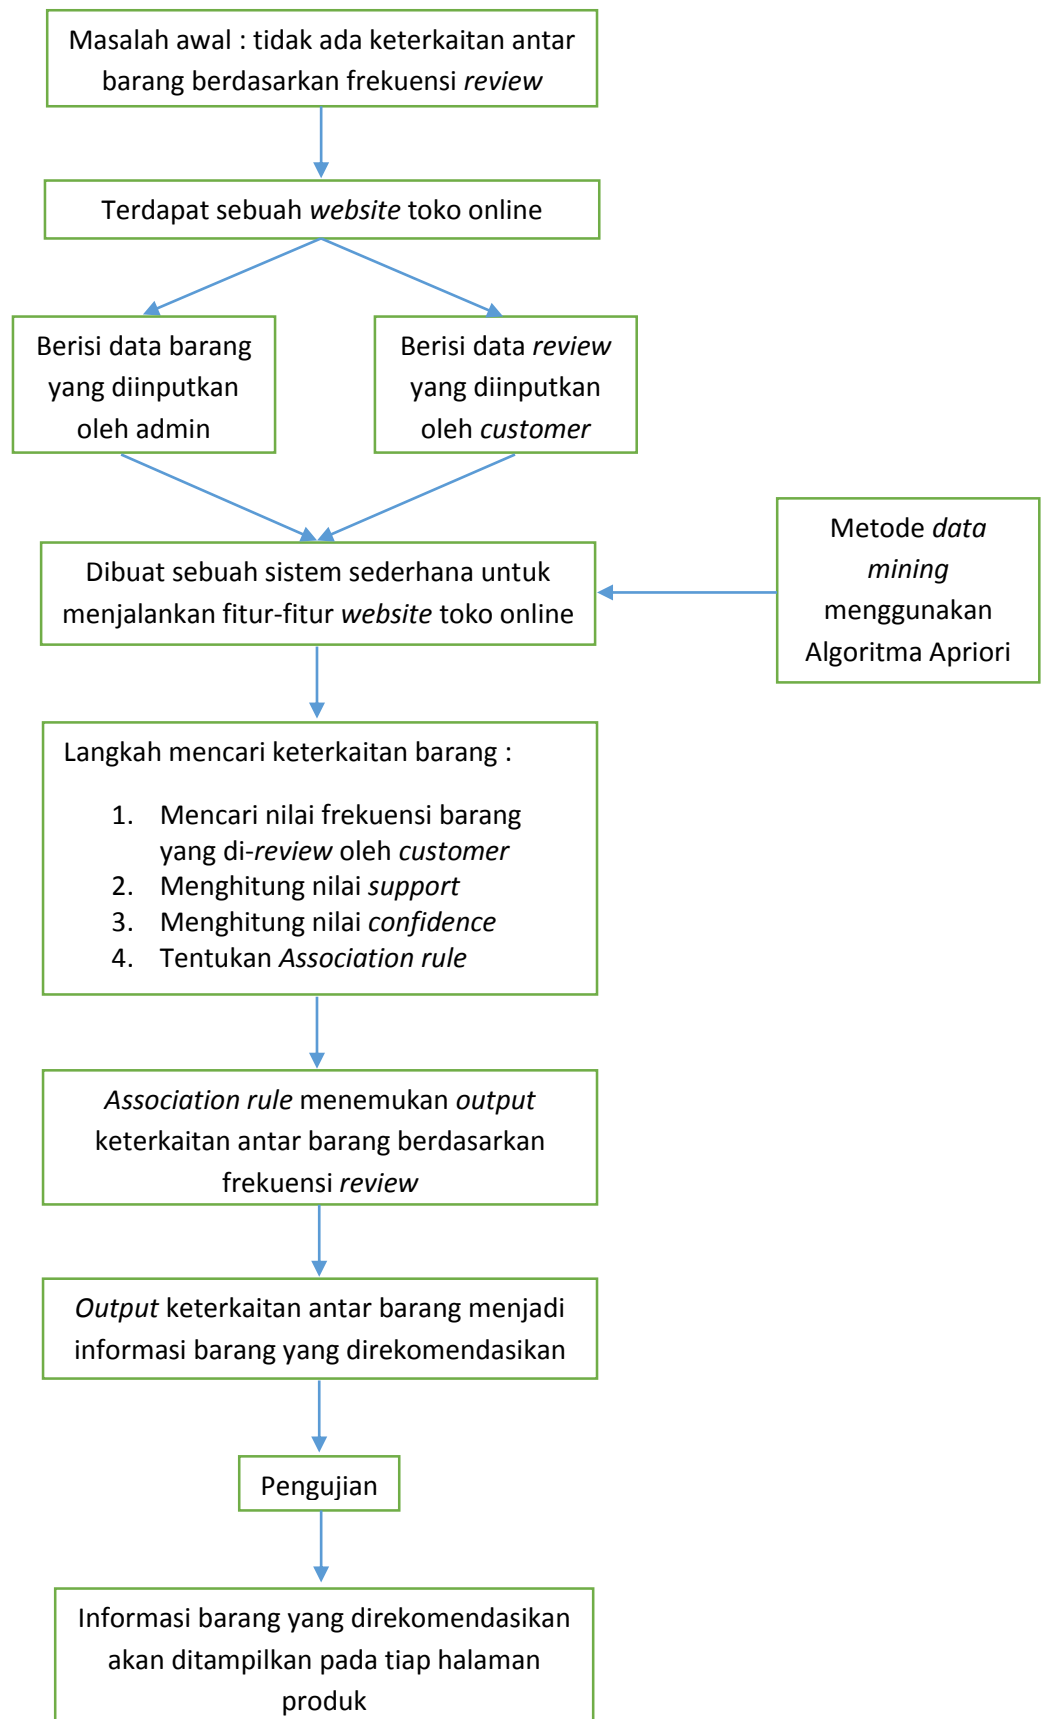 Masalah awal : tidak ada keterkaitan antar
barang berdasarkan frekuensi review
Terdapat sebuah website toko online
Berisi data barang
yang diinputkan
oleh admin
Berisi data review
yang diinputkan
oleh customer
Metode data
mining
menggunakan
Algoritma Apriori
Dibuat sebuah sistem sederhana untuk
menjalankan fitur-fitur website toko online
Langkah mencari keterkaitan barang :
1. Mencari nilai frekuensi barang
yang di-review oleh customer
2. Menghitung nilai support
3. Menghitung nilai confidence
4. Tentukan Association rule
Association rule menemukan output
keterkaitan antar barang berdasarkan
frekuensi review
Output keterkaitan antar barang menjadi
informasi barang yang direkomendasikan
Pengujian
Informasi barang yang direkomendasikan
akan ditampilkan pada tiap halaman
produk